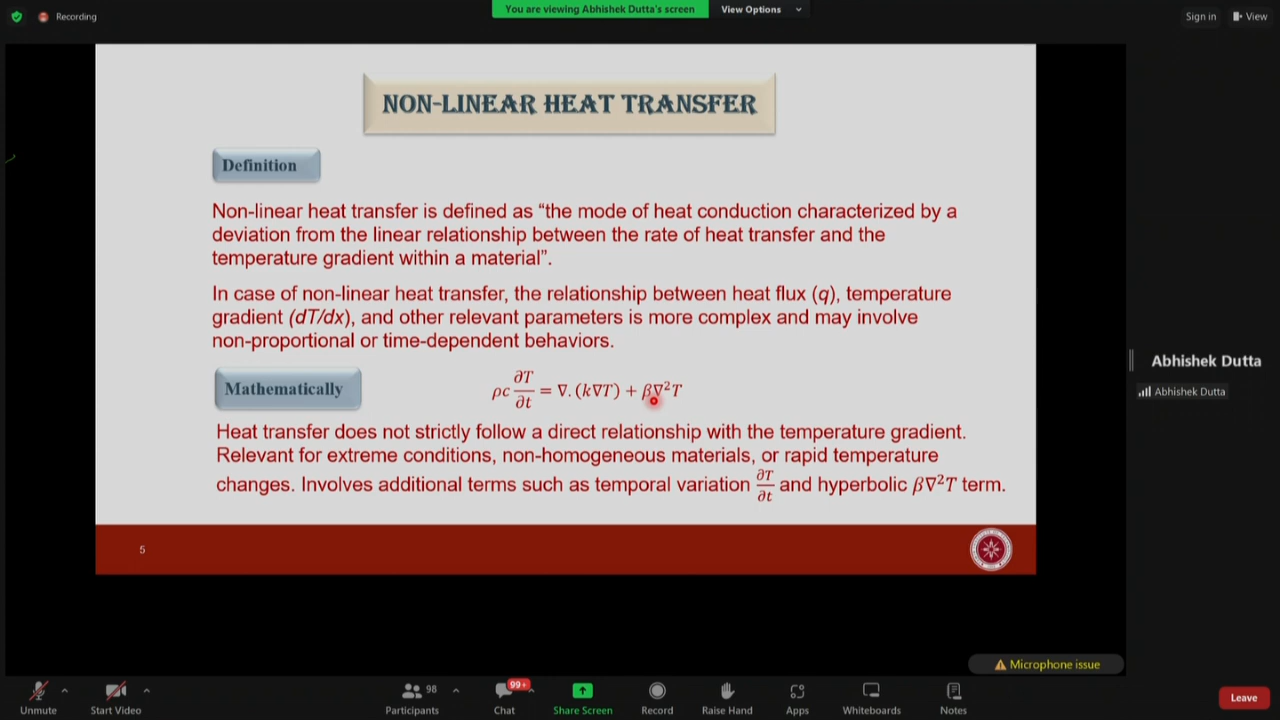 Recording
You are viewing Abhishek Dutta's screen
View Options
Sign in
View
NON-LINEAR HEAT TRANSFER
Definition
Non-linear heat transfer is defined as “the mode of heat conduction characterized by a
deviation from the linear relationship between the rate of heat transfer and the
temperature gradient within a material”.
In case of non-linear heat transfer, the relationship between heat flux (q), temperature
gradient (dT/dx), and other relevant parameters is more complex and may involve
non-proportional or time-dependent behaviors.
Mathematically
ρc ∂T/∂t = ∇.(k∇T) + β∇²T
Heat transfer does not strictly follow a direct relationship with the temperature gradient.
Relevant for extreme conditions, non-homogeneous materials, or rapid temperature
changes. Involves additional terms such as temporal variation ∂T/∂t and hyperbolic β∇²T term.
5
Abhishek Dutta
Abhishek Dutta
Microphone issue
Unmute
Start Video
98
Participants
99+
Chat
Share Screen
Record
Raise Hand
Apps
Whiteboards
Notes
Leave